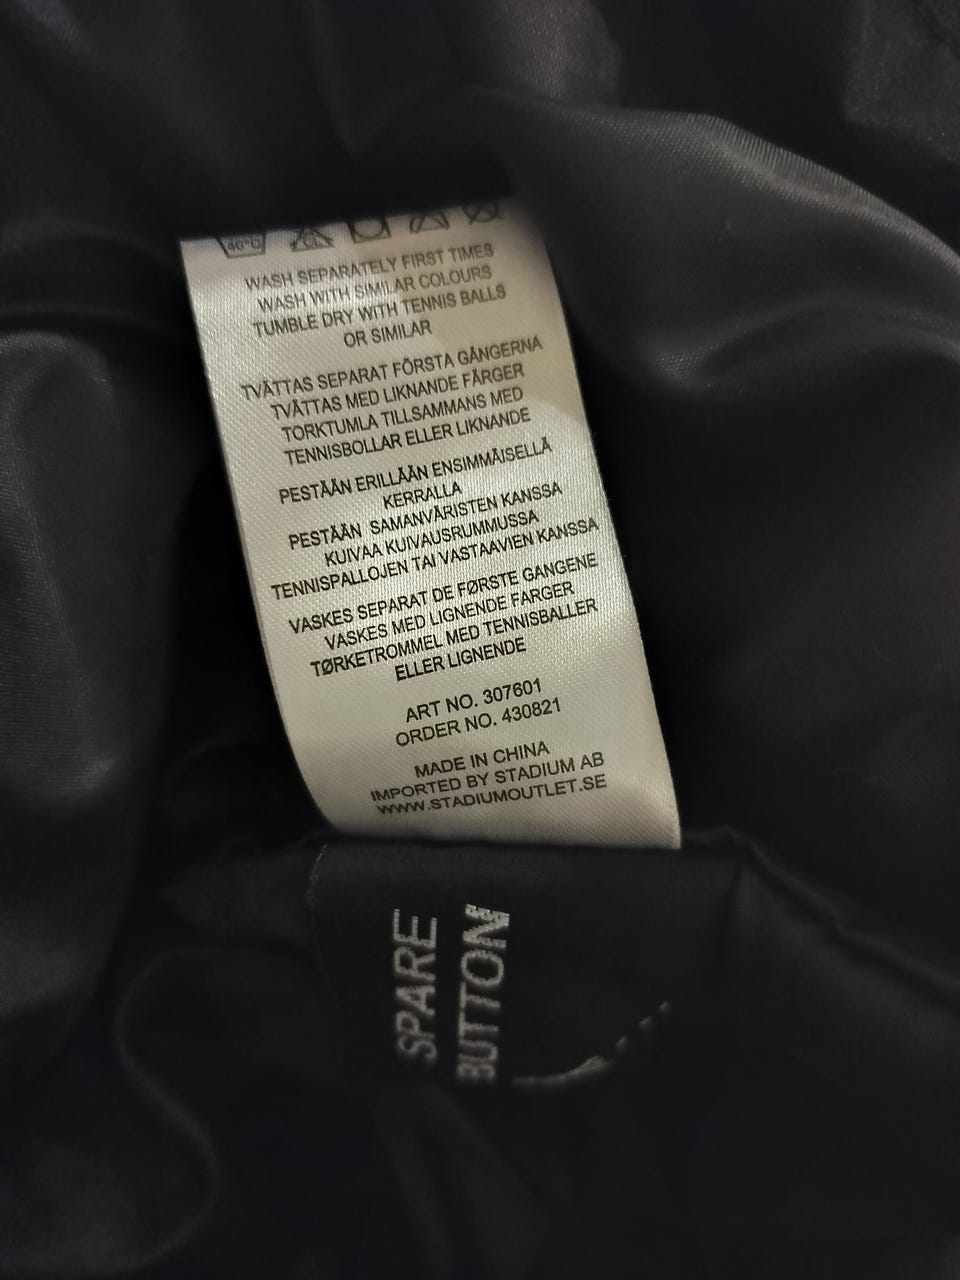 40°C CL
WASH SEPARATELY FIRST TIMES
WASH WITH SIMILAR COLOURS
TUMBLE DRY WITH TENNIS BALLS
OR SIMILAR
TVÄTTAS SEPARAT FÖRSTA GÅNGERNA
TVÄTTAS MED LIKNANDE FÄRGER
TORKTUMLA TILLSAMMANS MED
TENNISBOLLAR ELLER LIKNANDE
PESTÄÄN ERILLÄÄN ENSIMMÄISELLÄ
KERRALLA
PESTÄÄN SAMANVÄRISTEN KANSSA
KUIVAA KUIVAUSRUMMUSSA
TENNISPALLOJEN TAI VASTAAVIEN KANSSA
VASKES SEPARAT DE FØRSTE GANGENE
VASKES MED LIGNENDE FARGER
TØRKETROMMEL MED TENNISBALLER
ELLER LIGNENDE
ART NO. 307601
ORDER NO. 430821
MADE IN CHINA
IMPORTED BY STADIUM AB
WWW.STADIUMOUTLET.SE
SPARE
BUTTON